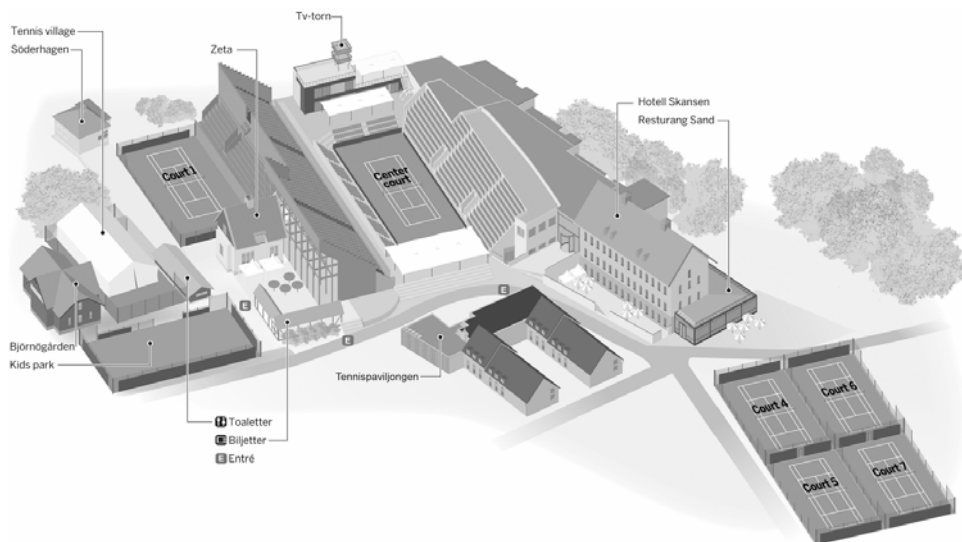 Tv-torn
Tennis village
Söderhagen
Zeta
Hotell Skansen
Resturang Sand
Court 1
Center
court
E
E
E
Björnögården
Kids park
Tennispaviljongen
Court 4
Court 6
Court 5
Court 7
Toaletter
Biljetter
E Entré